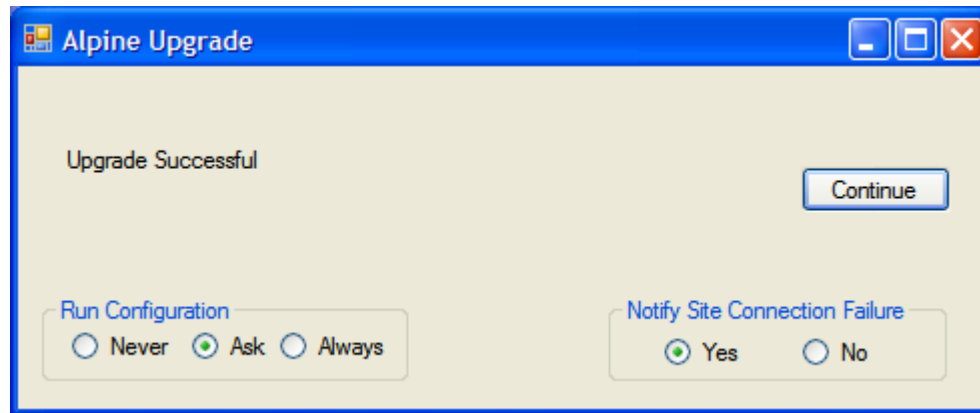 Alpine Upgrade
Upgrade Successful
Continue
Run Configuration
Never Ask Always
Notify Site Connection Failure
Yes No